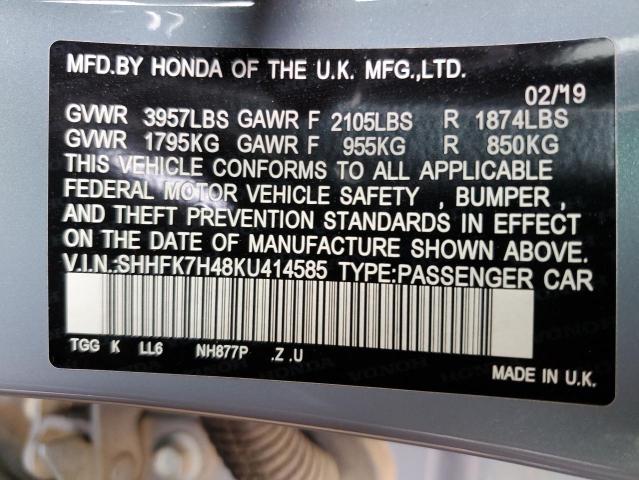 MFD.BY HONDA OF THE U.K. MFG.,LTD.
02/'19
GVWR 3957LBS GAWR F 2105LBS R 1874LBS
GVWR 1795KG GAWR F 955KG R 850KG
THIS VEHICLE CONFORMS TO ALL APPLICABLE
FEDERAL MOTOR VEHICLE SAFETY , BUMPER ,
AND THEFT PREVENTION STANDARDS IN EFFECT
ON THE DATE OF MANUFACTURE SHOWN ABOVE.
V.I.N.:SHHFK7H48KU414585 TYPE:PASSENGER CAR
TGG K LL6 NH877P .Z .U
MADE IN U.K.